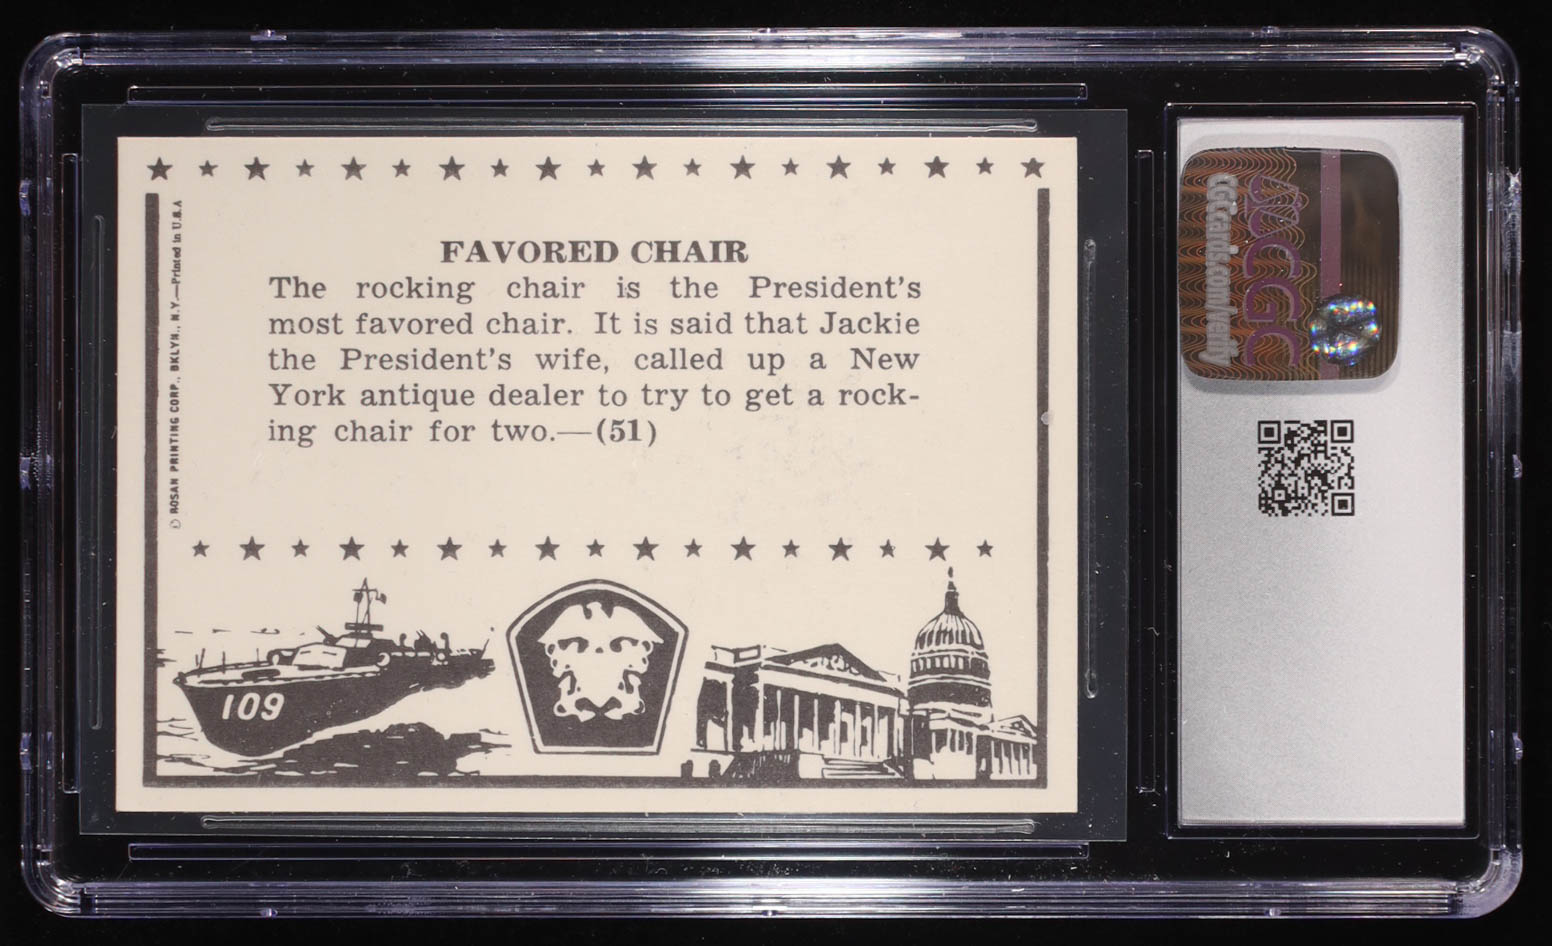 FAVORED CHAIR
The rocking chair is the President's
most favored chair. It is said that Jackie
the President's wife, called up a New
York antique dealer to try to get a rock-
ing chair for two.—(51)
© ROSAN PRINTING CORP., BKLYN., N.Y.—Printed in U.S.A
109
CGC
CGCcards.com/verify